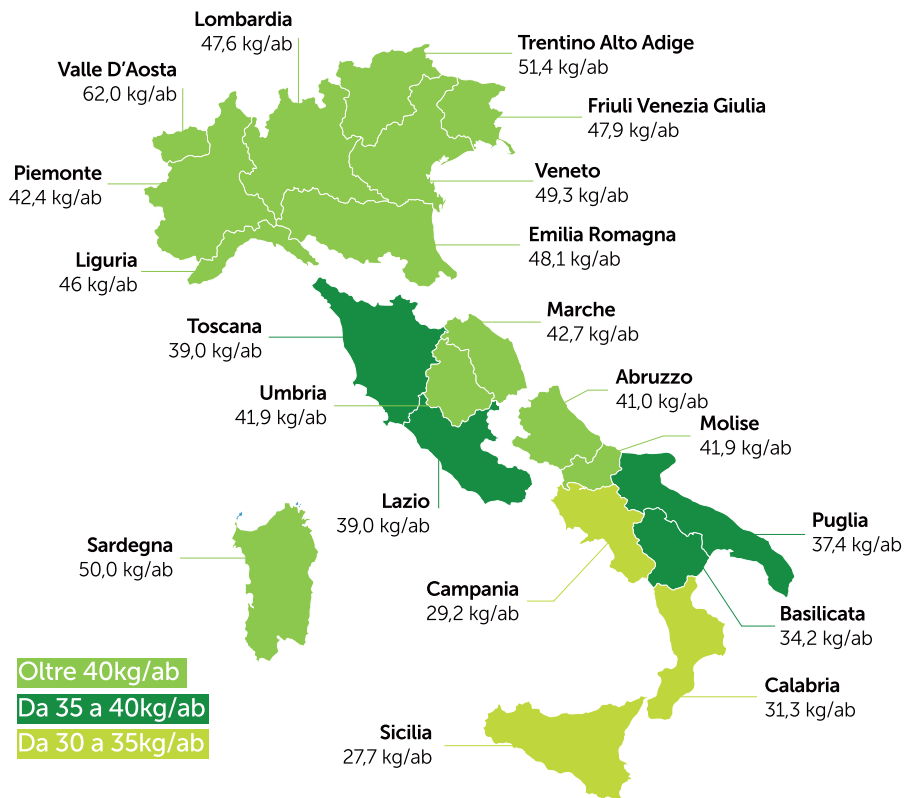 Lombardia
47,6 kg/ab
Trentino Alto Adige
51,4 kg/ab
Valle D’Aosta
62,0 kg/ab
Friuli Venezia Giulia
47,9 kg/ab
Piemonte
42,4 kg/ab
Veneto
49,3 kg/ab
Emilia Romagna
48,1 kg/ab
Liguria
46 kg/ab
Marche
42,7 kg/ab
Toscana
39,0 kg/ab
Abruzzo
41,0 kg/ab
Umbria
41,9 kg/ab
Molise
41,9 kg/ab
Lazio
39,0 kg/ab
Puglia
37,4 kg/ab
Sardegna
50,0 kg/ab
Campania
29,2 kg/ab
Basilicata
34,2 kg/ab
Calabria
31,3 kg/ab
Sicilia
27,7 kg/ab
Oltre 40kg/ab
Da 35 a 40kg/ab
Da 30 a 35kg/ab